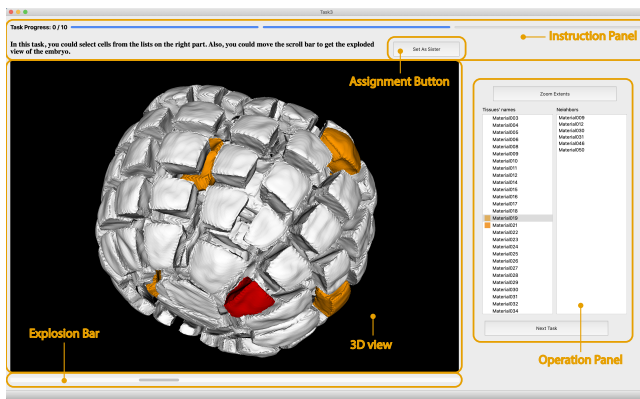 Task3
Task Progress: 0 / 10
Instruction Panel
In this task, you could select cells from the lists on the right part. Also, you could move the scroll bar to get the exploded
view of the embryo.
Set As Sister
Assignment Button
Zoom Extents
Tissues' names
Neighbors
Material003
Material004
Material005
Material006
Material008
Material009
Material010
Material011
Material012
Material014
Material015
Material016
Material017
Material018
Material019
Material021
Material022
Material023
Material024
Material025
Material026
Material027
Material028
Material029
Material030
Material031
Material032
Material034
Material009
Material012
Material030
Material031
Material046
Material050
Next Task
Explosion Bar
3D view
Operation Panel